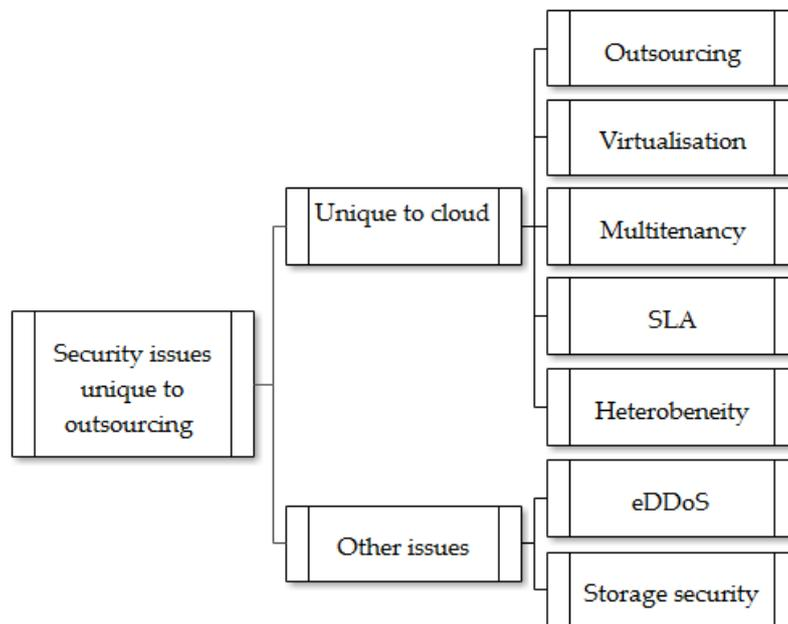 Outsourcing
Virtualisation
Unique to cloud
Multitenancy
SLA
Security issues
unique to
outsourcing
Heterobeneity
eDDoS
Other issues
Storage security